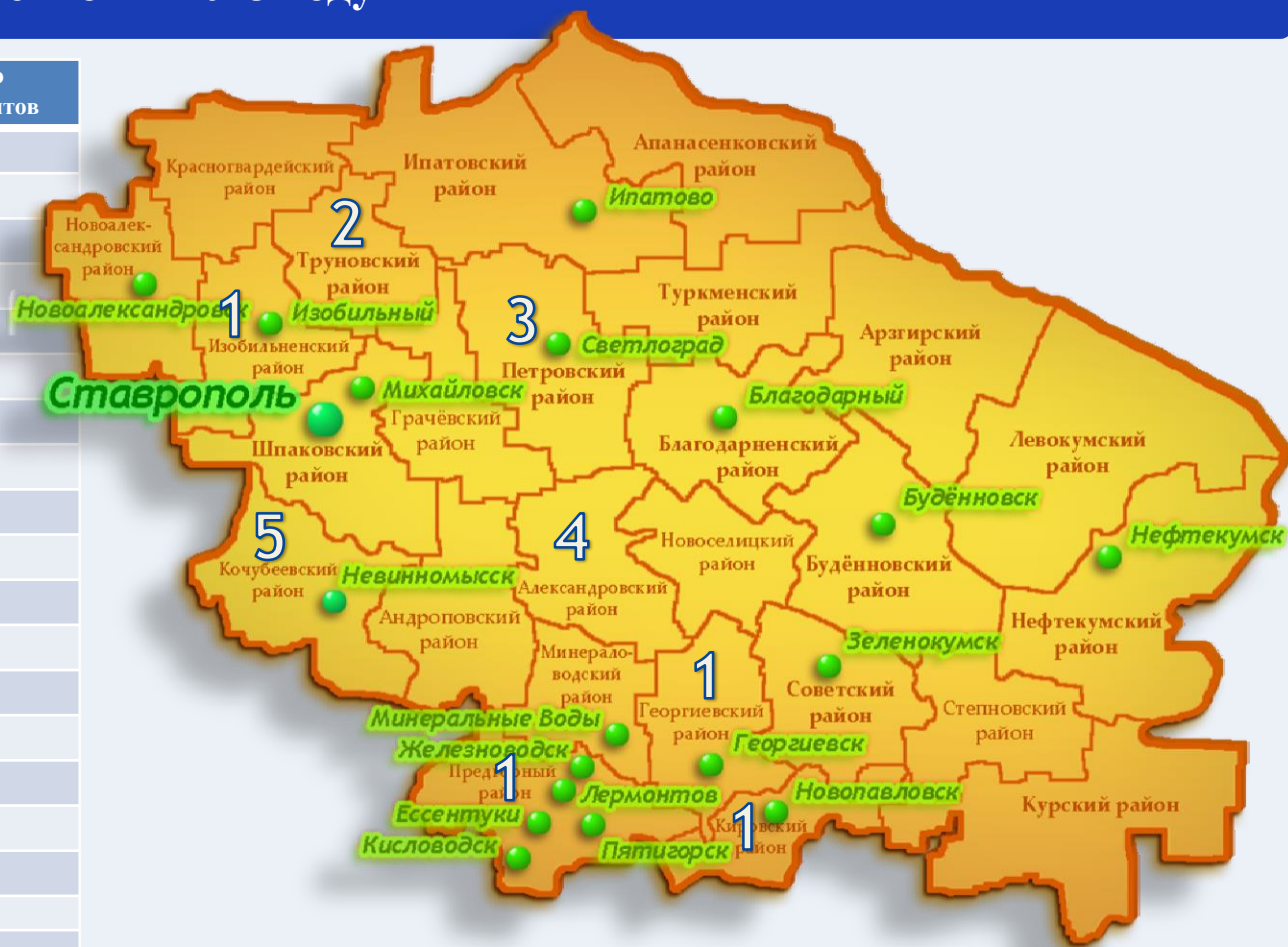 Красногвардейский
район
Ипатовский
район
Апанасенковский
район
Ипатово
Новоалек-
сандровский
район
2
Труновский
район
Новоалександровск
1
Изобильный
Изобильненский
район
3
Светлоград
Петровский
район
Туркменский
район
Арзгирский
район
Ставрополь
Михайловск
Грачёвский
район
Шпаковский
район
Благодарный
Благодарненский
район
Левокумский
район
Будённовск
Будённовский
район
Нефтекумск
Нефтекумский
район
5
Кочубеевский
район
Невинномысск
4
Александровский
район
Новоселицкий
район
Андроповский
район
Минерало-
водский
район
1
Георгиевский
район
Зеленокумск
Советский
район
Степновский
район
Минеральные Воды
Железноводск
Георгиевск
Предгорный
район
1
Лермонтов
Ессентуки
Кисловодск
Пятигорск
Новопавловск
Кировский
район
1
Курский район